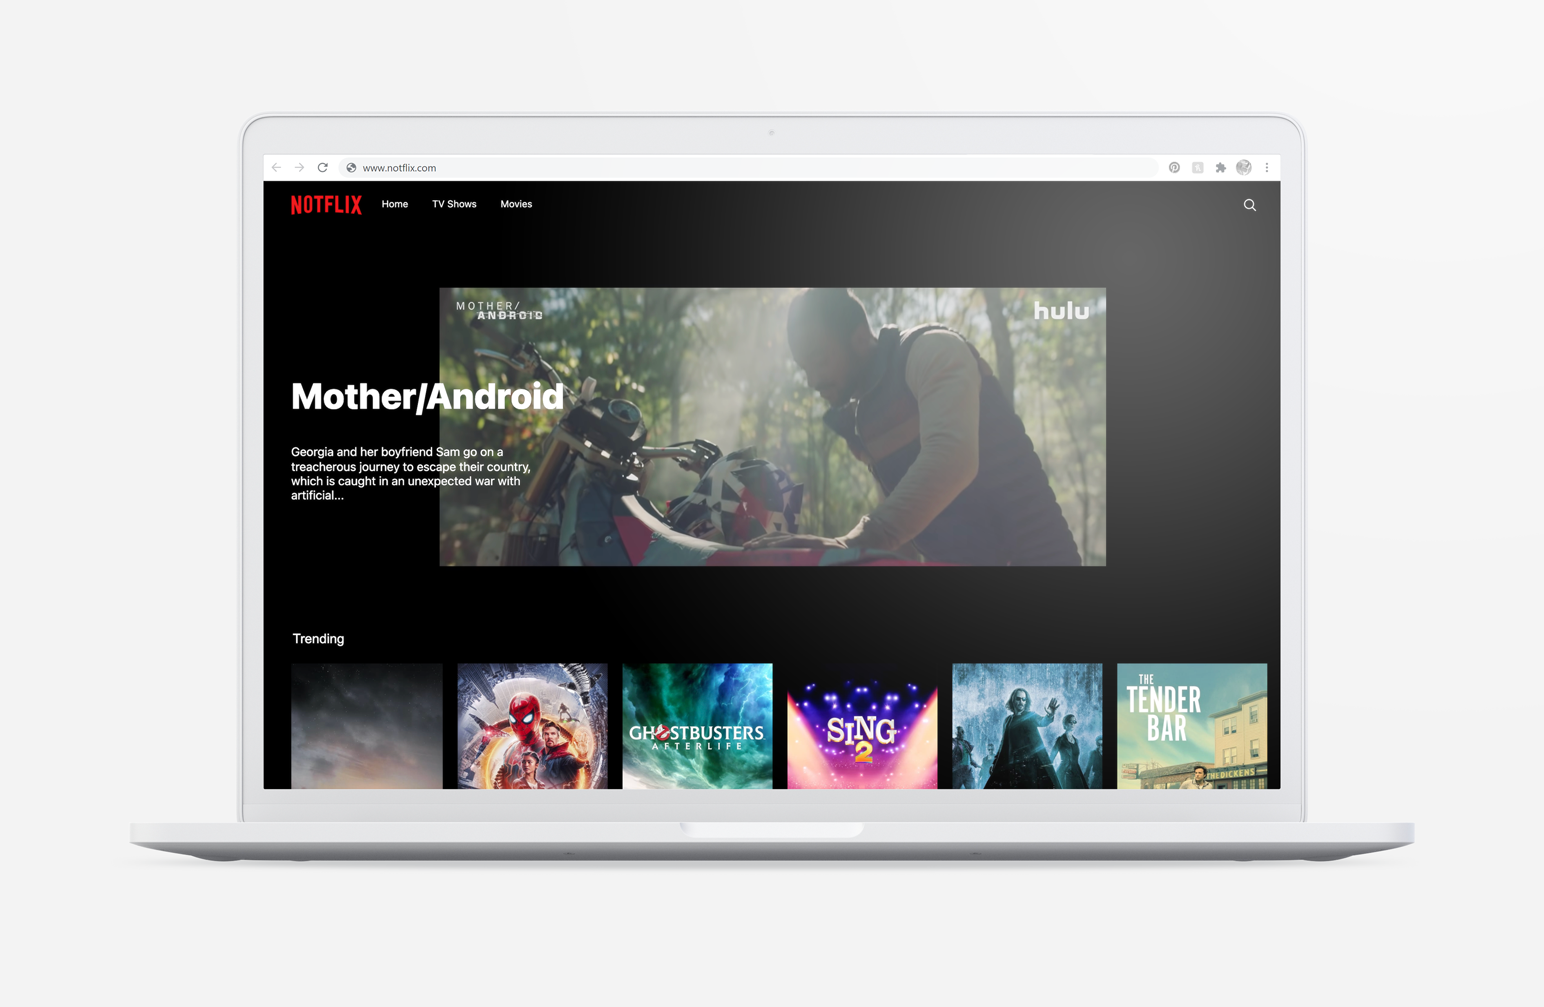 www.notflix.com
NOTFLIX Home TV Shows Movies
MOTHER/
ANDROID
hulu
Mother/Android
Georgia and her boyfriend Sam go on a
treacherous journey to escape their country,
which is caught in an unexpected war with
artificial...
Trending
GHOSTBUSTERS
AFTERLIFE
SING
2
THE
TENDER
BAR
THE DICKENS